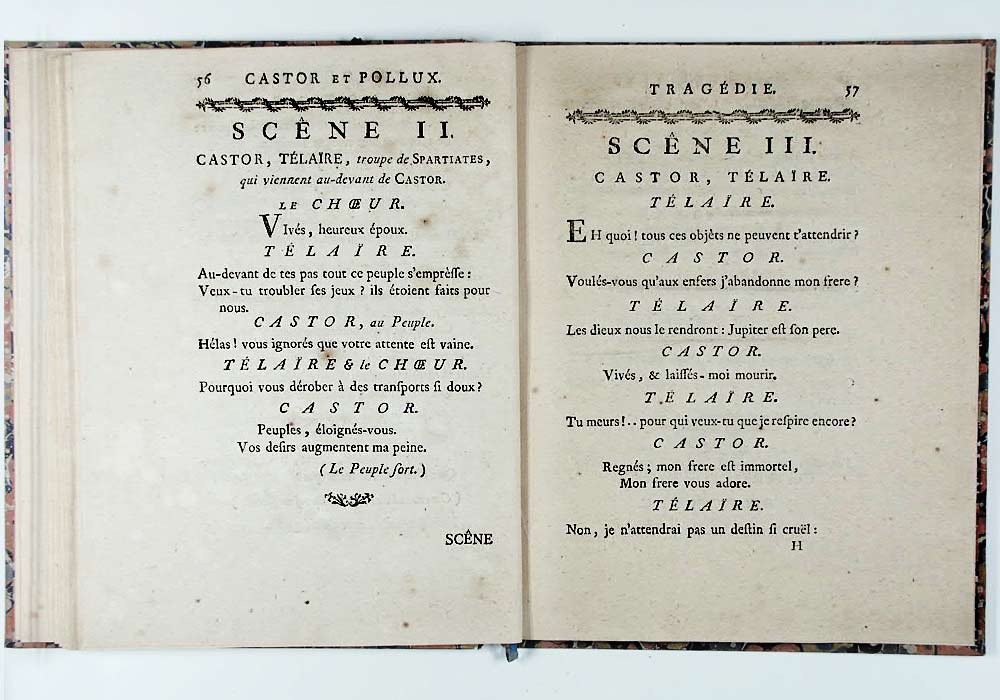 56 CASTOR ET POLLUX.
SCÊNE II.
CASTOR, TÉLAÏRE, troupe de SPARTIATES,
qui viennent au-devant de CASTOR.
LE CHŒUR.
VIvés, heureux époux.
TÉLAÏRE.
Au-devant de tes pas tout ce peuple s'emprèſſe :
Veux-tu troubler ſes jeux ? ils étoient faits pour
nous.
CASTOR, au Peuple.
Hélas ! vous ignorés que votre attente eſt vaine.
TÉLAÏRE & le CHŒUR.
Pourquoi vous dérober à des tranſports ſi doux ?
CASTOR.
Peuples, éloignés-vous.
Vos deſirs augmentent ma peine.
(Le Peuple ſort.)
SCÊNE
TRAGÉDIE. 57
SCÊNE III.
CASTOR, TÉLAÏRE.
TÉLAÏRE.
EH quoi ! tous ces objèts ne peuvent t'attendrir ?
CASTOR.
Voulés-vous qu'aux enfers j'abandonne mon frere ?
TÉLAÏRE.
Les dieux nous le rendront : Jupiter eſt ſon pere.
CASTOR.
Vivés, & laiſſés-moi mourir.
TÉLAÏRE.
Tu meurs !.. pour qui veux-tu que je reſpire encore ?
CASTOR.
Regnés ; mon frere eſt immortel,
Mon frere vous adore.
TÉLAÏRE.
Non, je n'attendrai pas un deſtin ſi cruël :
H